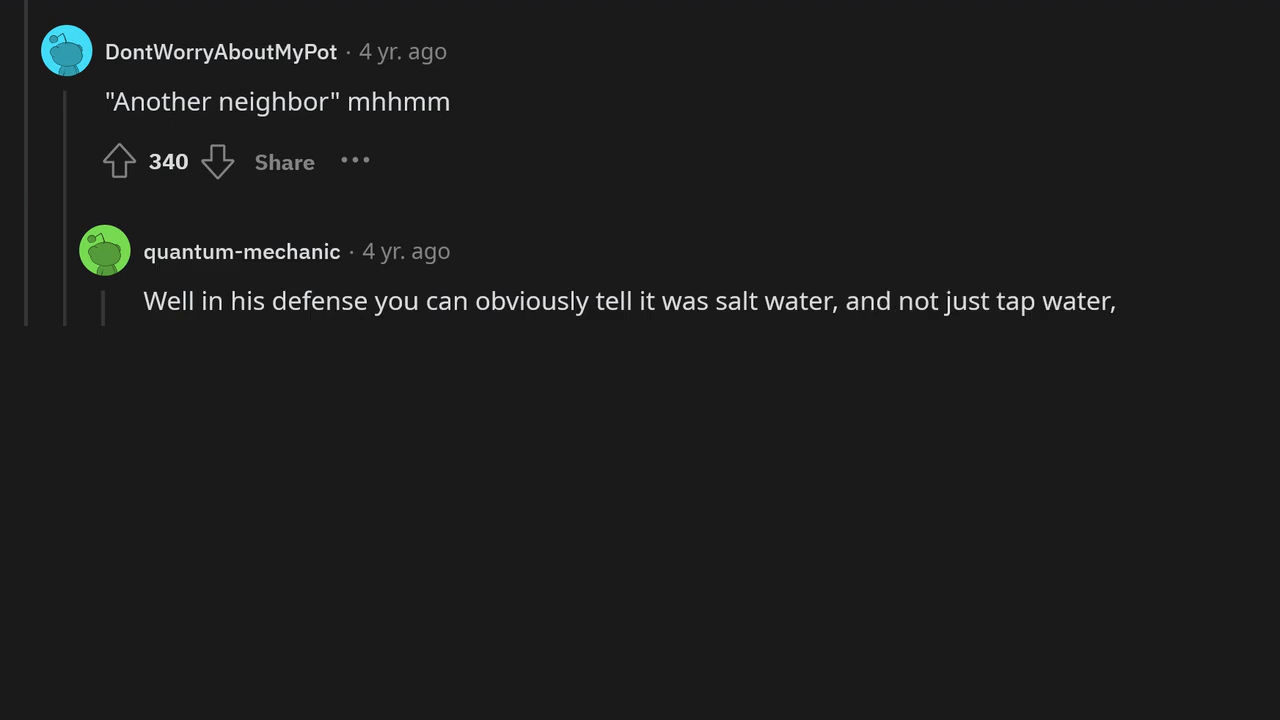 DontWorryAboutMyPot · 4 yr. ago
"Another neighbor" mhhmm
340 Share •••
quantum-mechanic · 4 yr. ago
Well in his defense you can obviously tell it was salt water, and not just tap water,